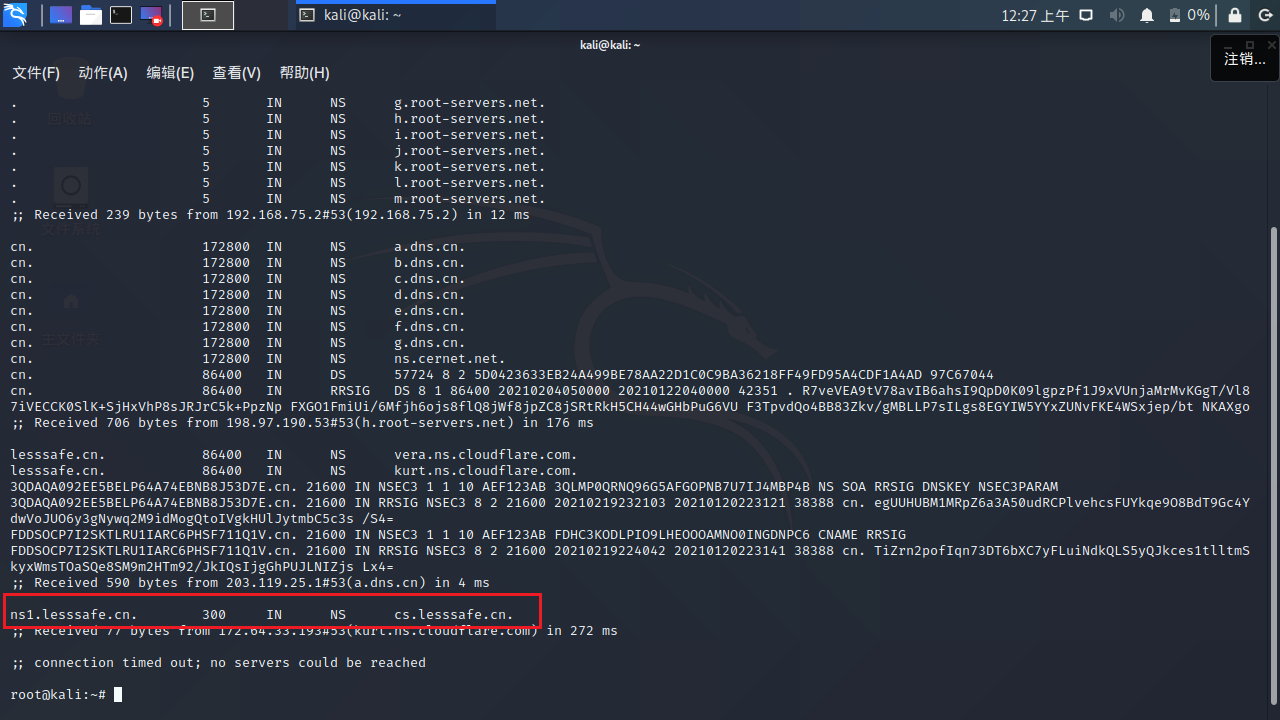 kali@kali: ~
12:27 上午
0%
kali@kali: ~
注销...
文件(F) 动作(A) 编辑(E) 查看(V) 帮助(H)
. 5 IN NS g.root-servers.net.
. 5 IN NS h.root-servers.net.
. 5 IN NS i.root-servers.net.
. 5 IN NS j.root-servers.net.
. 5 IN NS k.root-servers.net.
. 5 IN NS l.root-servers.net.
. 5 IN NS m.root-servers.net.
;; Received 239 bytes from 192.168.75.2#53(192.168.75.2) in 12 ms
cn. 172800 IN NS a.dns.cn.
cn. 172800 IN NS b.dns.cn.
cn. 172800 IN NS c.dns.cn.
cn. 172800 IN NS d.dns.cn.
cn. 172800 IN NS e.dns.cn.
cn. 172800 IN NS f.dns.cn.
cn. 172800 IN NS g.dns.cn.
cn. 172800 IN NS ns.cernet.net.
cn. 86400 IN DS 57724 8 2 5D0423633EB24A499BE78AA22D1C0C9BA36218FF49FD95A4CDF1A4AD 97C67044
cn. 86400 IN RRSIG DS 8 1 86400 20210204050000 20210122040000 42351 . R7veVEA9tV78avIB6ahsI9QpD0K09lgpzPf1J9xVUnjaMrMvKGgT/Vl8
7iVECCK0SlK+SjHxVhP8sJRJrC5k+PpzNp FXGO1FmiUi/6Mfjh6ojs8flQ8jWf8jpZC8jSRtRkH5CH44wGHbPuG6VU F3TpvdQo4BB83Zkv/gMBLLP7sILgs8EGYIW5YYxZUNvFKE4WSxjep/bt NKAXgo
;; Received 706 bytes from 198.97.190.53#53(h.root-servers.net) in 176 ms
lesssafe.cn. 86400 IN NS vera.ns.cloudflare.com.
lesssafe.cn. 86400 IN NS kurt.ns.cloudflare.com.
3QDAQA092EE5BELP64A74EBNB8J53D7E.cn. 21600 IN NSEC3 1 1 10 AEF123AB 3QLMP0QRNQ96G5AFGOPNB7U7IJ4MBP4B NS SOA RRSIG DNSKEY NSEC3PARAM
3QDAQA092EE5BELP64A74EBNB8J53D7E.cn. 21600 IN RRSIG NSEC3 8 2 21600 20210219232103 20210120223121 38388 cn. egUUHUBM1MRpZ6a3A50udRCPlvehcsFUYkqe9O8BdT9Gc4Y
dwVoJUO6y3gNywq2M9idMogQtoIVgkHUlJytmbC5c3s /S4=
FDDSOCP7I2SKTLRU1IARC6PHSF711Q1V.cn. 21600 IN NSEC3 1 1 10 AEF123AB FDHC3KODLPIO9LHEOOOAMNO0INGDNPC6 CNAME RRSIG
FDDSOCP7I2SKTLRU1IARC6PHSF711Q1V.cn. 21600 IN RRSIG NSEC3 8 2 21600 20210219224042 20210120223141 38388 cn. TiZrn2pofIqn73DT6bXC7yFLuiNdkQLS5yQJkces1tlltmS
kyxWmsTOaSQe8SM9m2HTm92/JkIQsIjgGhPUJLNIZjs Lx4=
;; Received 590 bytes from 203.119.25.1#53(a.dns.cn) in 4 ms
ns1.lesssafe.cn. 300 IN NS cs.lesssafe.cn.
;; Received 77 bytes from 172.64.33.193#53(kurt.ns.cloudflare.com) in 272 ms
;; connection timed out; no servers could be reached
root@kali:~#